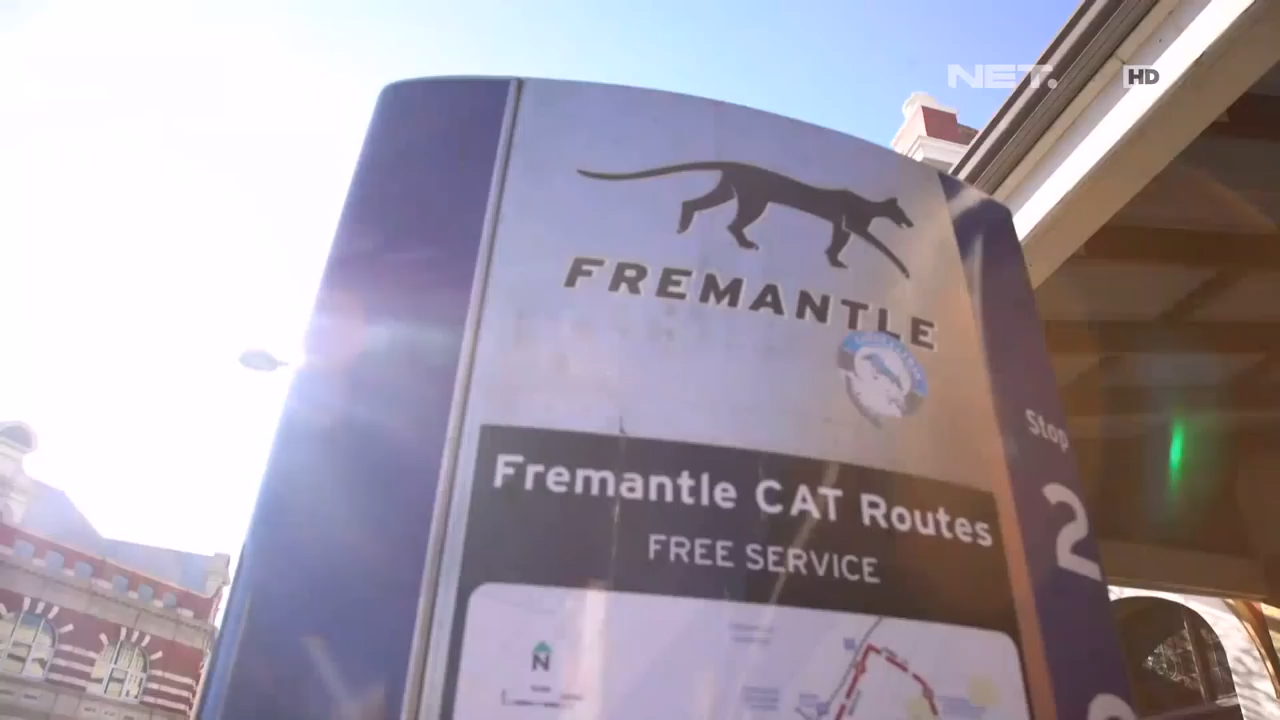 NET. HD
FREMANTLE
Stop
2
Fremantle CAT Routes
FREE SERVICE
N